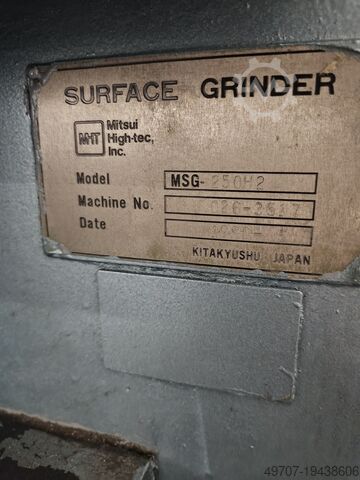 SURFACE GRINDER
MHT
Mitsui
High-tec,
Inc.
Model MSG-250H2
Machine No.
Date
KITAKYUSHU JAPAN
49707-19438606